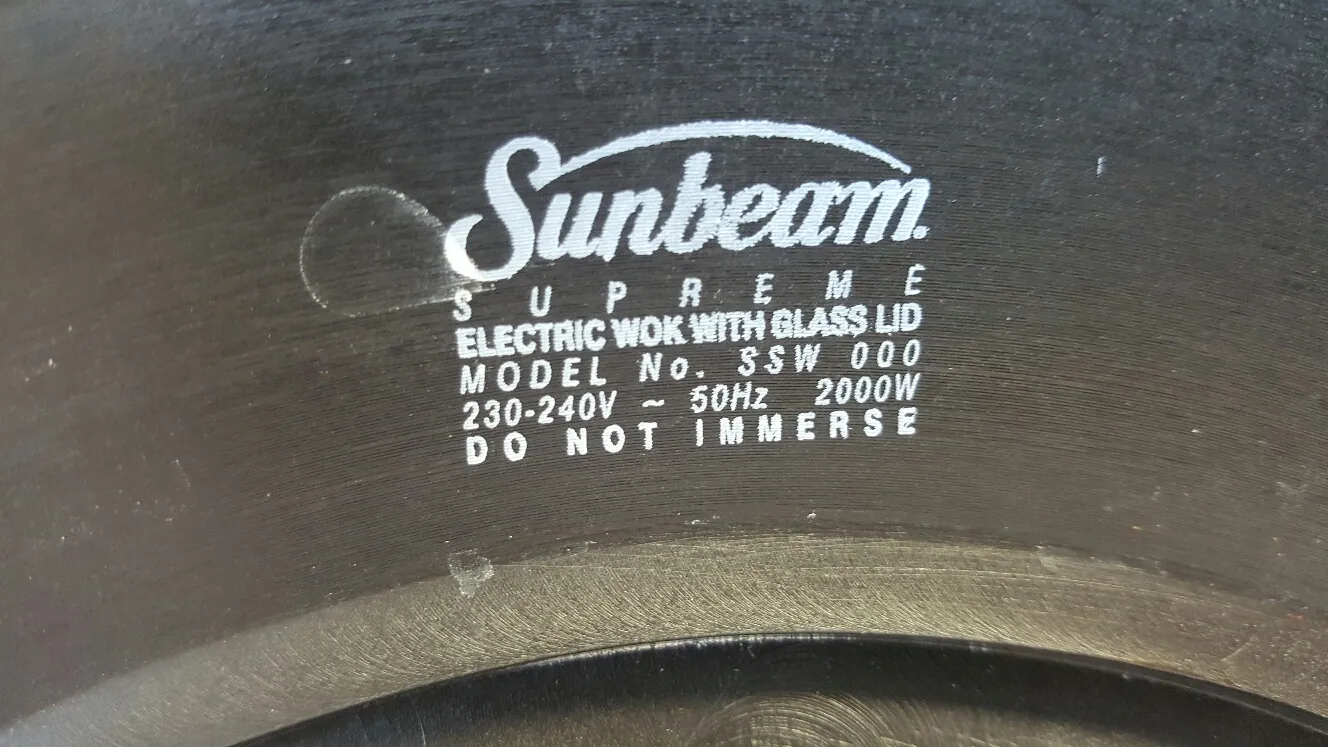 Sunbeam.
SUPREME
ELECTRIC WOK WITH GLASS LID
MODEL No. SSW 000
230-240V ~ 50Hz 2000W
DO NOT IMMERSE